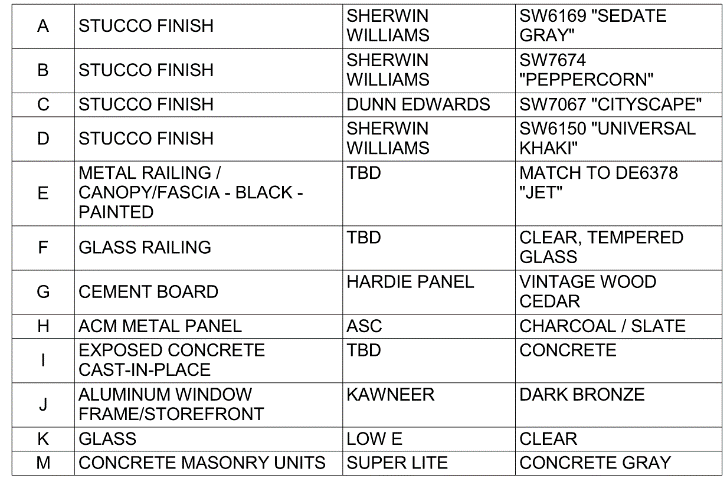 A STUCCO FINISH SHERWIN WILLIAMS SW6169 "SEDATE GRAY"
B STUCCO FINISH SHERWIN WILLIAMS SW7674 "PEPPERCORN"
C STUCCO FINISH DUNN EDWARDS SW7067 "CITYSCAPE"
D STUCCO FINISH SHERWIN WILLIAMS SW6150 "UNIVERSAL KHAKI"
E METAL RAILING / CANOPY/FASCIA - BLACK - PAINTED TBD MATCH TO DE6378 "JET"
F GLASS RAILING TBD CLEAR, TEMPERED GLASS
G CEMENT BOARD HARDIE PANEL VINTAGE WOOD CEDAR
H ACM METAL PANEL ASC CHARCOAL / SLATE
I EXPOSED CONCRETE CAST-IN-PLACE TBD CONCRETE
J ALUMINUM WINDOW FRAME/STOREFRONT KAWNEER DARK BRONZE
K GLASS LOW E CLEAR
M CONCRETE MASONRY UNITS SUPER LITE CONCRETE GRAY